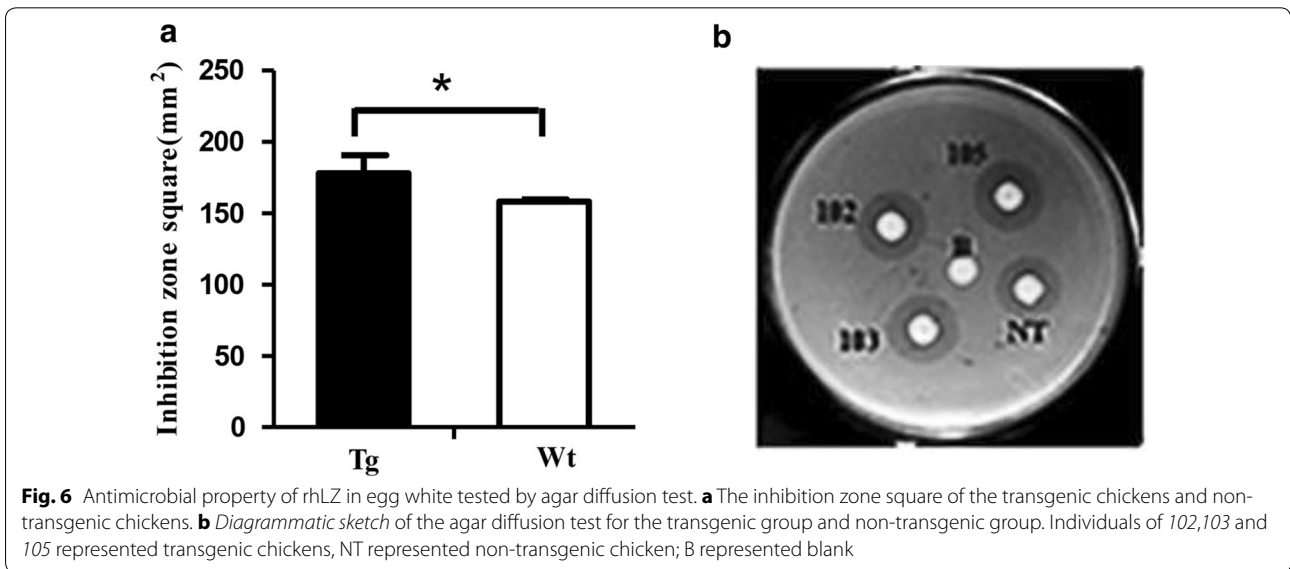 a
b
Inhibition zone square(mm²)
250
200
150
100
50
0
*
Tg
Wt
105
102
B
NT
103
Fig. 6 Antimicrobial property of rhLZ in egg white tested by agar diffusion test. a The inhibition zone square of the transgenic chickens and non-
transgenic chickens. b Diagrammatic sketch of the agar diffusion test for the transgenic group and non-transgenic group. Individuals of 102,103 and
105 represented transgenic chickens, NT represented non-transgenic chicken; B represented blank